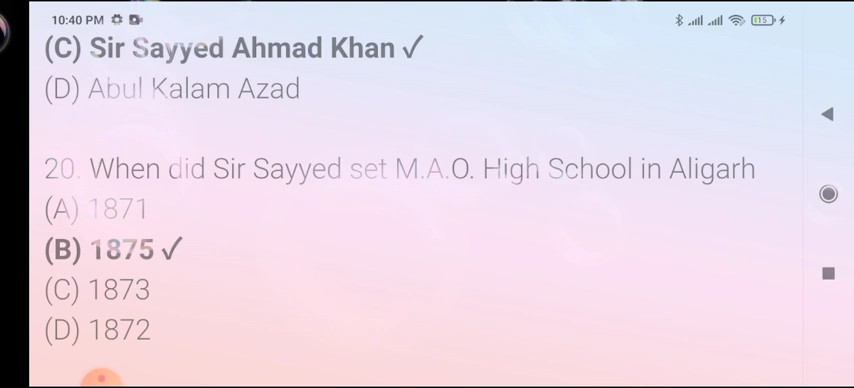 10:40 PM
15
(C) Sir Sayyed Ahmad Khan ✓
(D) Abul Kalam Azad
20. When did Sir Sayyed set M.A.O. High School in Aligarh
(A) 1871
(B) 1875 ✓
(C) 1873
(D) 1872